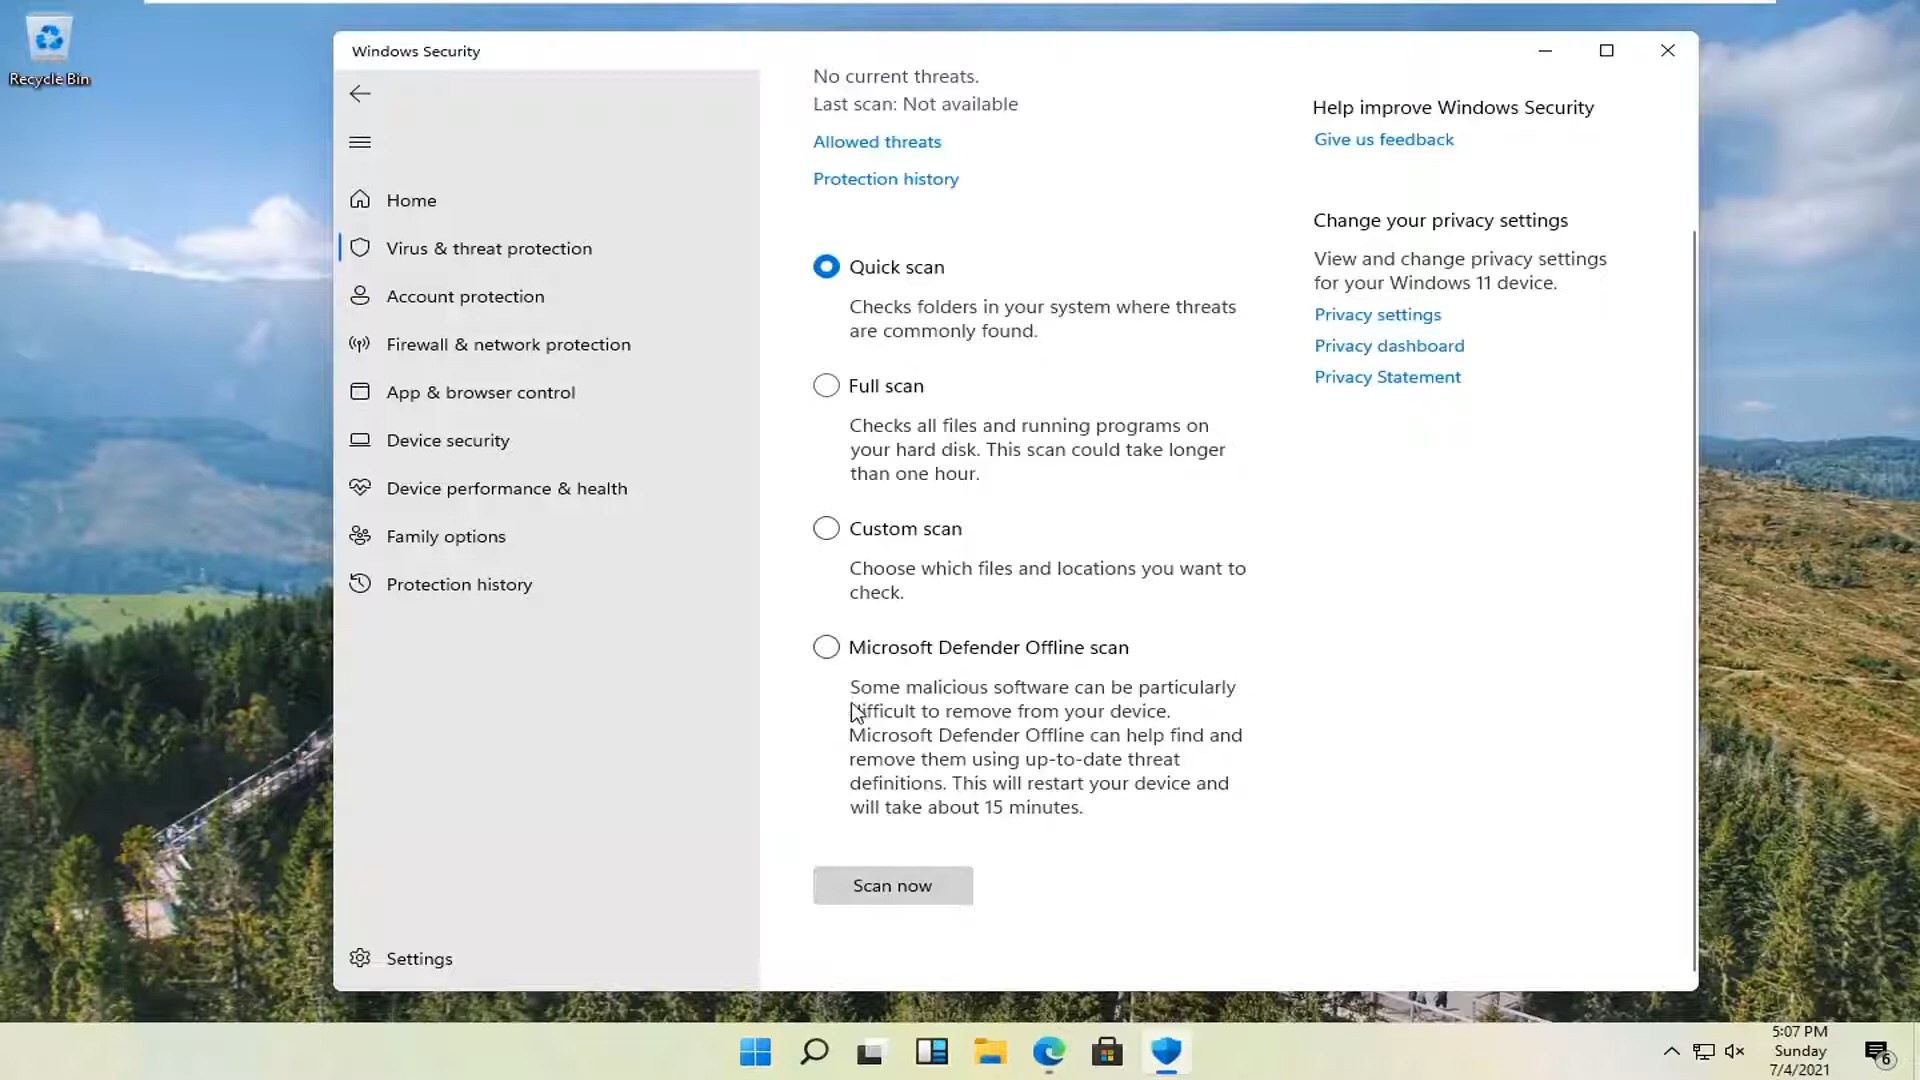 Recycle Bin
Windows Security
Home
Virus & threat protection
Account protection
Firewall & network protection
App & browser control
Device security
Device performance & health
Family options
Protection history
Settings
No current threats.
Last scan: Not available
Allowed threats
Protection history
Quick scan
Checks folders in your system where threats
are commonly found.
Full scan
Checks all files and running programs on
your hard disk. This scan could take longer
than one hour.
Custom scan
Choose which files and locations you want to
check.
Microsoft Defender Offline scan
Some malicious software can be particularly
difficult to remove from your device.
Microsoft Defender Offline can help find and
remove them using up-to-date threat
definitions. This will restart your device and
will take about 15 minutes.
Scan now
Help improve Windows Security
Give us feedback
Change your privacy settings
View and change privacy settings
for your Windows 11 device.
Privacy settings
Privacy dashboard
Privacy Statement
5:07 PM
Sunday
7/4/2021
6